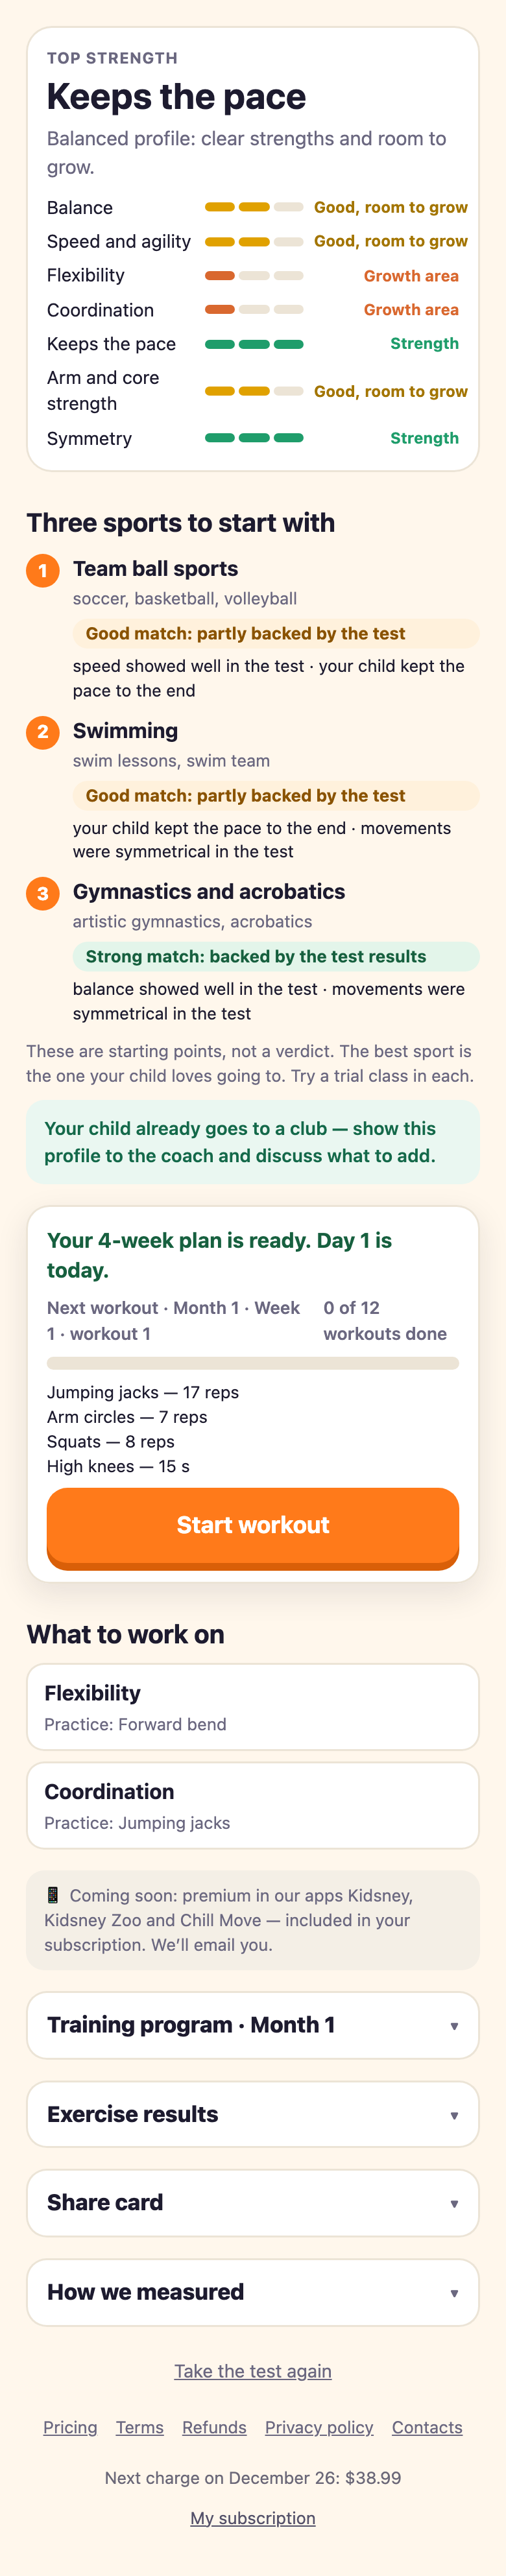 TOP STRENGTH
Keeps the pace
Balanced profile: clear strengths and room to
grow.
Balance Good, room to grow
Speed and agility Good, room to grow
Flexibility Growth area
Coordination Growth area
Keeps the pace Strength
Arm and core
strength Good, room to grow
Symmetry Strength
Three sports to start with
1 Team ball sports
soccer, basketball, volleyball
Good match: partly backed by the test
speed showed well in the test · your child kept the
pace to the end
2 Swimming
swim lessons, swim team
Good match: partly backed by the test
your child kept the pace to the end · movements
were symmetrical in the test
3 Gymnastics and acrobatics
artistic gymnastics, acrobatics
Strong match: backed by the test results
balance showed well in the test · movements were
symmetrical in the test
These are starting points, not a verdict. The best sport is
the one your child loves going to. Try a trial class in each.
Your child already goes to a club — show this
profile to the coach and discuss what to add.
Your 4-week plan is ready. Day 1 is
today.
Next workout · Month 1 · Week
1 · workout 1
0 of 12
workouts done
Jumping jacks — 17 reps
Arm circles — 7 reps
Squats — 8 reps
High knees — 15 s
Start workout
What to work on
Flexibility
Practice: Forward bend
Coordination
Practice: Jumping jacks
Coming soon: premium in our apps Kidsney,
Kidsney Zoo and Chill Move — included in your
subscription. We’ll email you.
Training program · Month 1
Exercise results
Share card
How we measured
Take the test again
Pricing Terms Refunds Privacy policy Contacts
Next charge on December 26: $38.99
My subscription